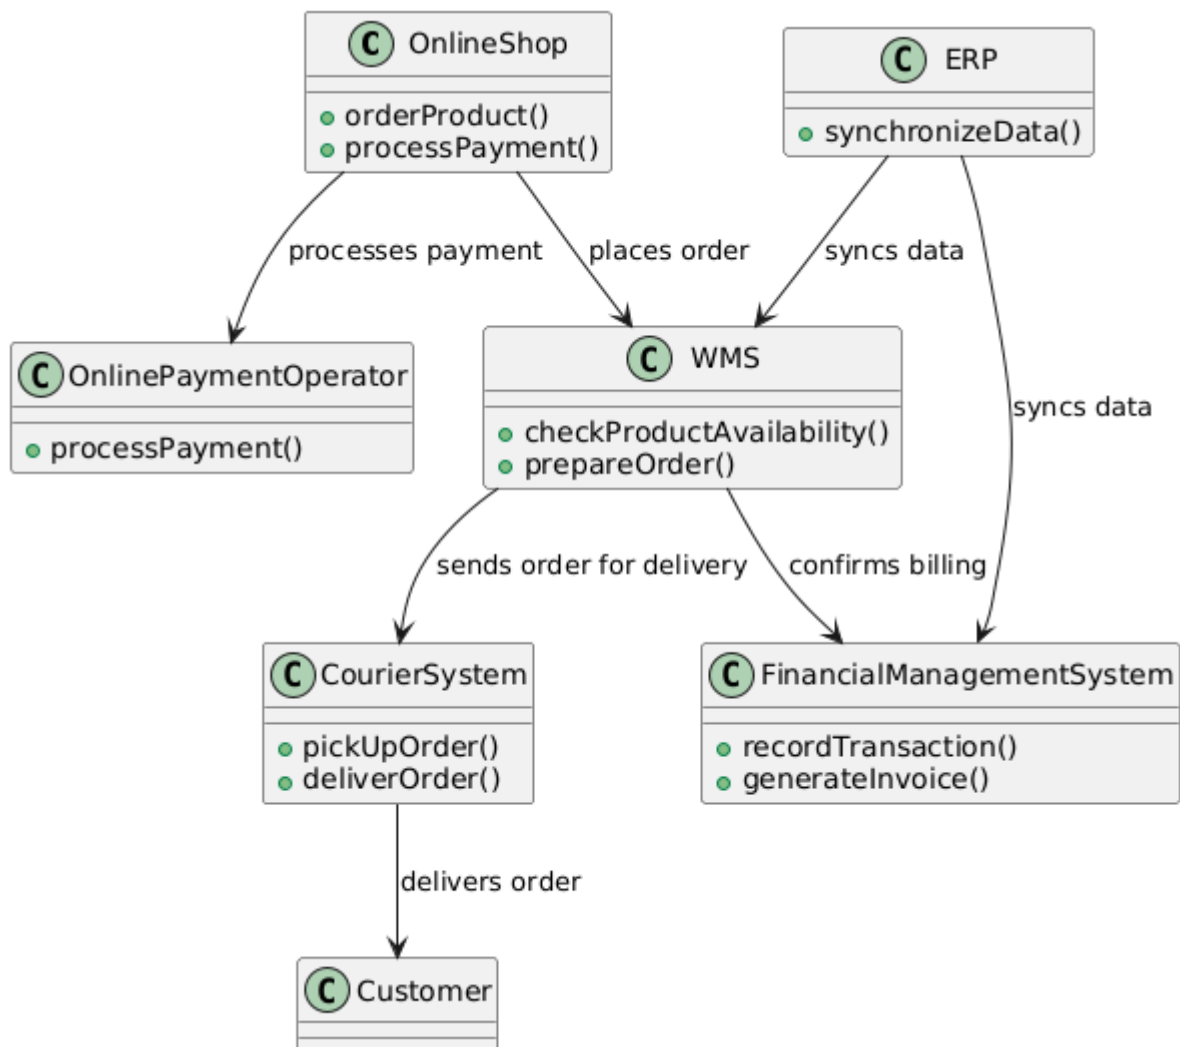 C OnlineShop
orderProduct()
processPayment()
C ERP
synchronizeData()
processes payment
places order
syncs data
C OnlinePaymentOperator
processPayment()
C WMS
checkProductAvailability()
prepareOrder()
syncs data
sends order for delivery
confirms billing
C CourierSystem
pickUpOrder()
deliverOrder()
C FinancialManagementSystem
recordTransaction()
generateInvoice()
delivers order
C Customer